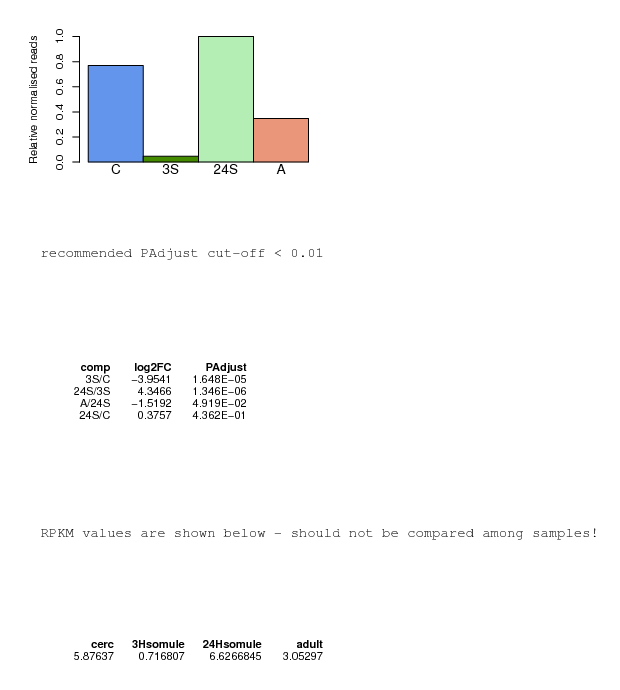 Relative normalised reads
0.0 0.2 0.4 0.6 0.8 1.0
C 3S 24S A
recommended PAdjust cut-off < 0.01
comp log2FC PAdjust
3S/C −3.9541 1.648E−05
24S/3S 4.3466 1.346E−06
A/24S −1.5192 4.919E−02
24S/C 0.3757 4.362E−01
RPKM values are shown below - should not be compared among samples!
cerc 3Hsomule 24Hsomule adult
5.87637 0.716807 6.6266845 3.05297